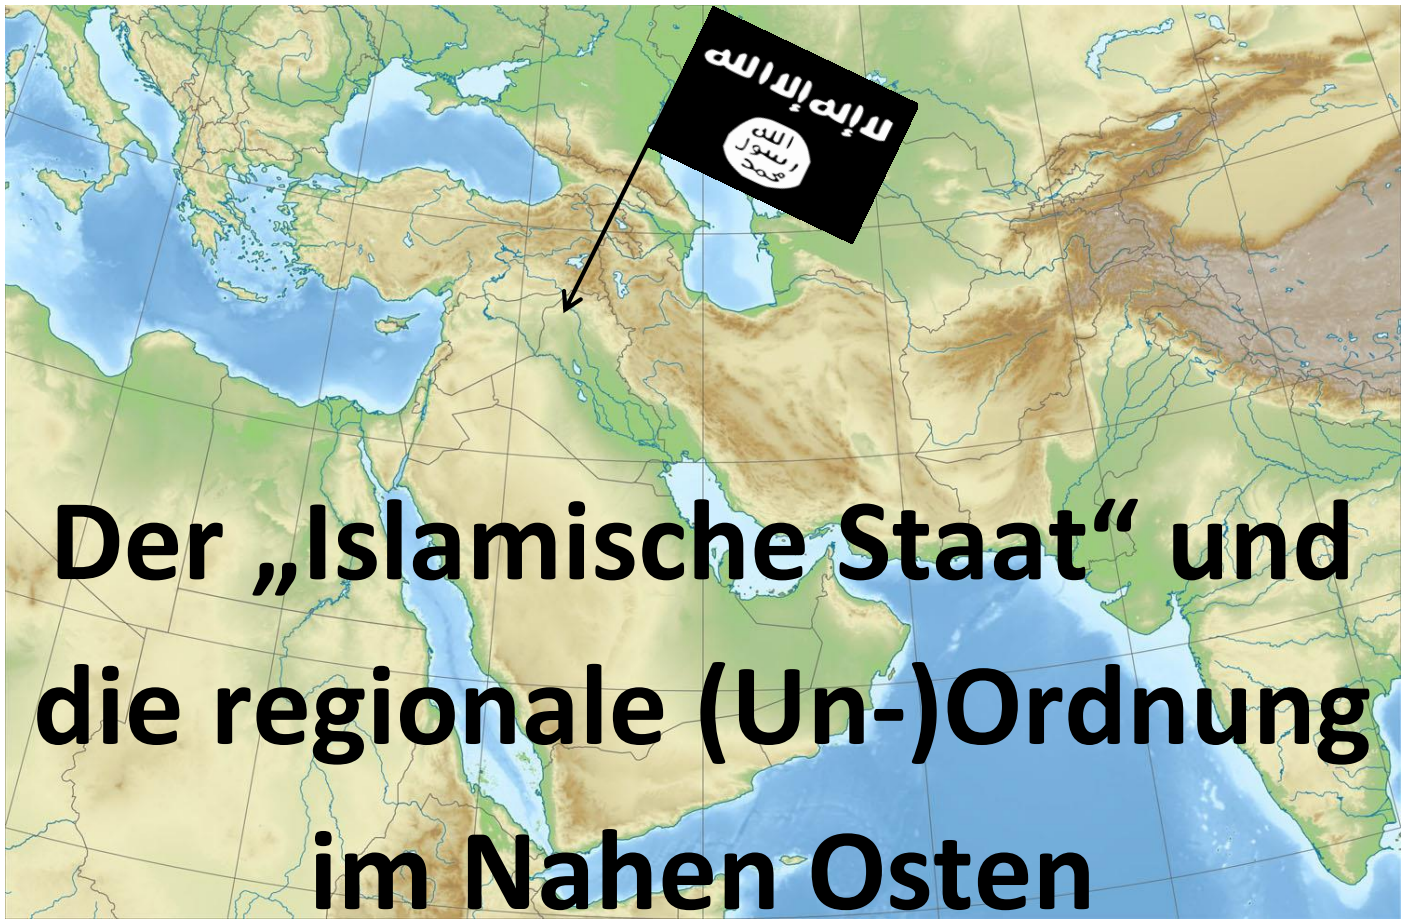 لا إله إلا الله
الله
رسول
محمد
Der „Islamische Staat“ und
die regionale (Un-)Ordnung
im Nahen Osten